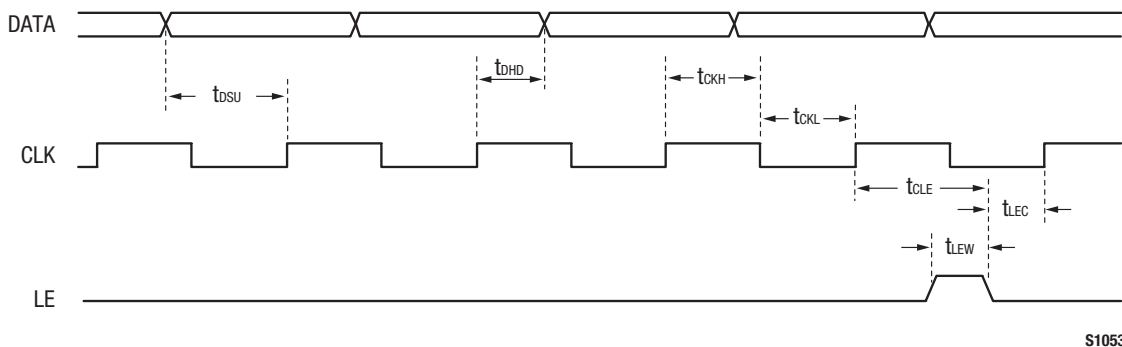 DATA
tDHD
tCKH
tDSU
tCKL
CLK
tCLE
tLEC
tLEW
LE
S1053